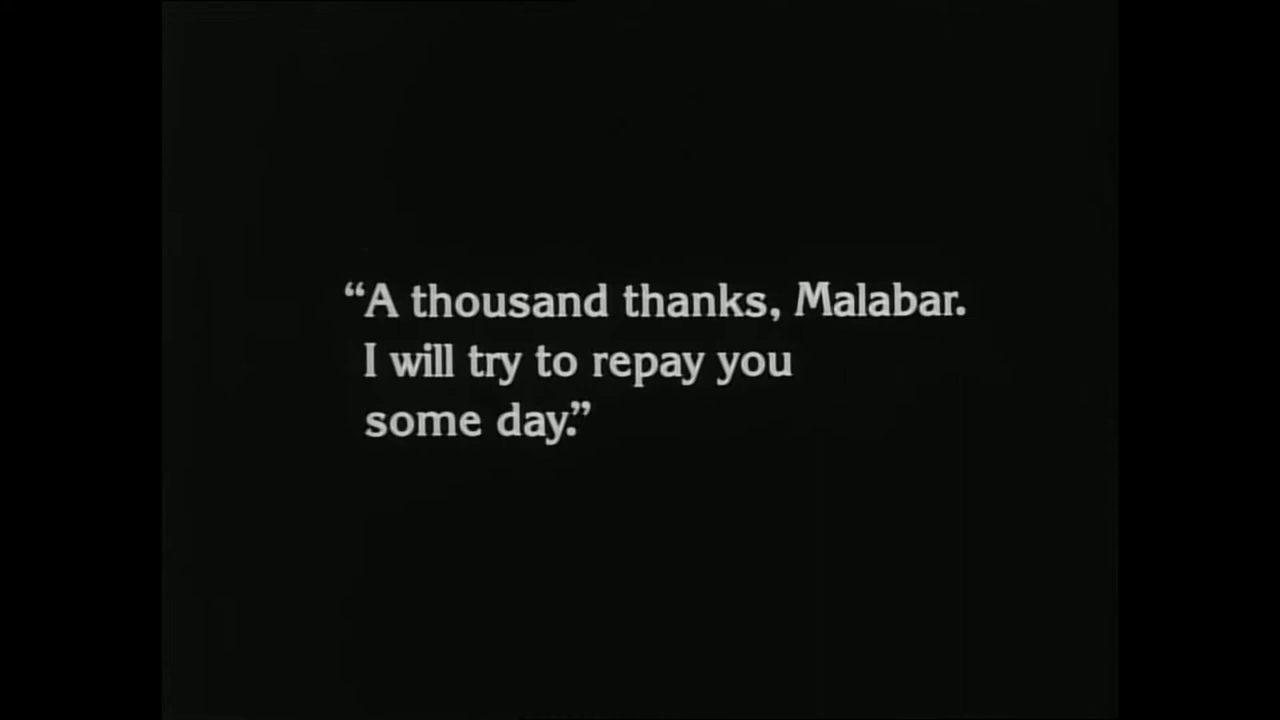 “A thousand thanks, Malabar.
I will try to repay you
some day.”